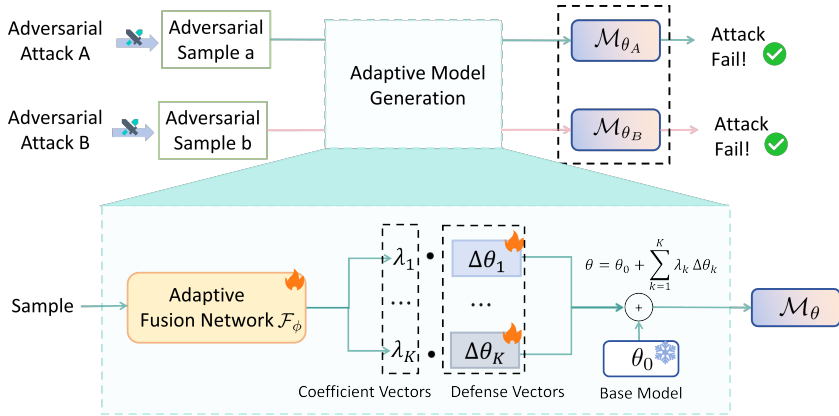 Adversarial
Attack A
Adversarial
Sample a
Adaptive Model
Generation
$\mathcal{M}_{\theta_A}$
Attack
Fail!
Adversarial
Attack B
Adversarial
Sample b
$\mathcal{M}_{\theta_B}$
Attack
Fail!
Sample
Adaptive
Fusion Network $\mathcal{F}_\phi$
$\lambda_1$ • $\Delta\theta_1$
... ...
$\lambda_K$ • $\Delta\theta_K$
Coefficient Vectors
Defense Vectors
$\theta = \theta_0 + \sum_{k=1}^{K} \lambda_k \, \Delta\theta_k$
+
$\theta_0$
Base Model
$\mathcal{M}_\theta$